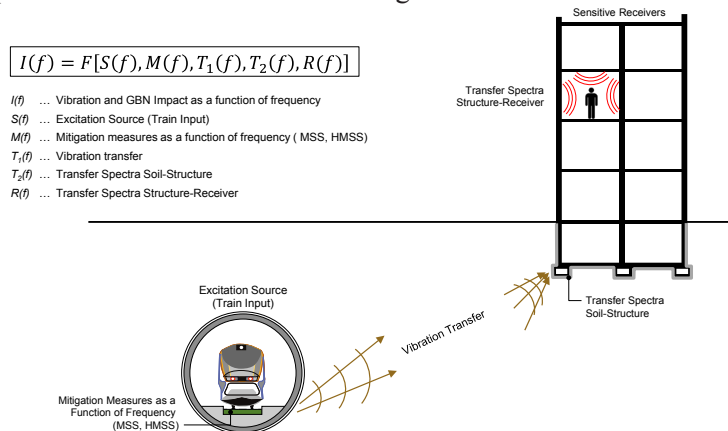 Sensitive Receivers
I(f) = F[S(f), M(f), T₁(f), T₂(f), R(f)]
Transfer Spectra
Structure-Receiver
I(f) … Vibration and GBN Impact as a function of frequency
S(f) … Excitation Source (Train Input)
M(f) … Mitigation measures as a function of frequency ( MSS, HMSS)
T₁(f) … Vibration transfer
T₂(f) … Transfer Spectra Soil-Structure
R(f) … Transfer Spectra Structure-Receiver
Excitation Source
(Train Input)
Vibration Transfer
Transfer Spectra
Soil-Structure
Mitigation Measures as a
Function of Frequency
(MSS, HMSS)